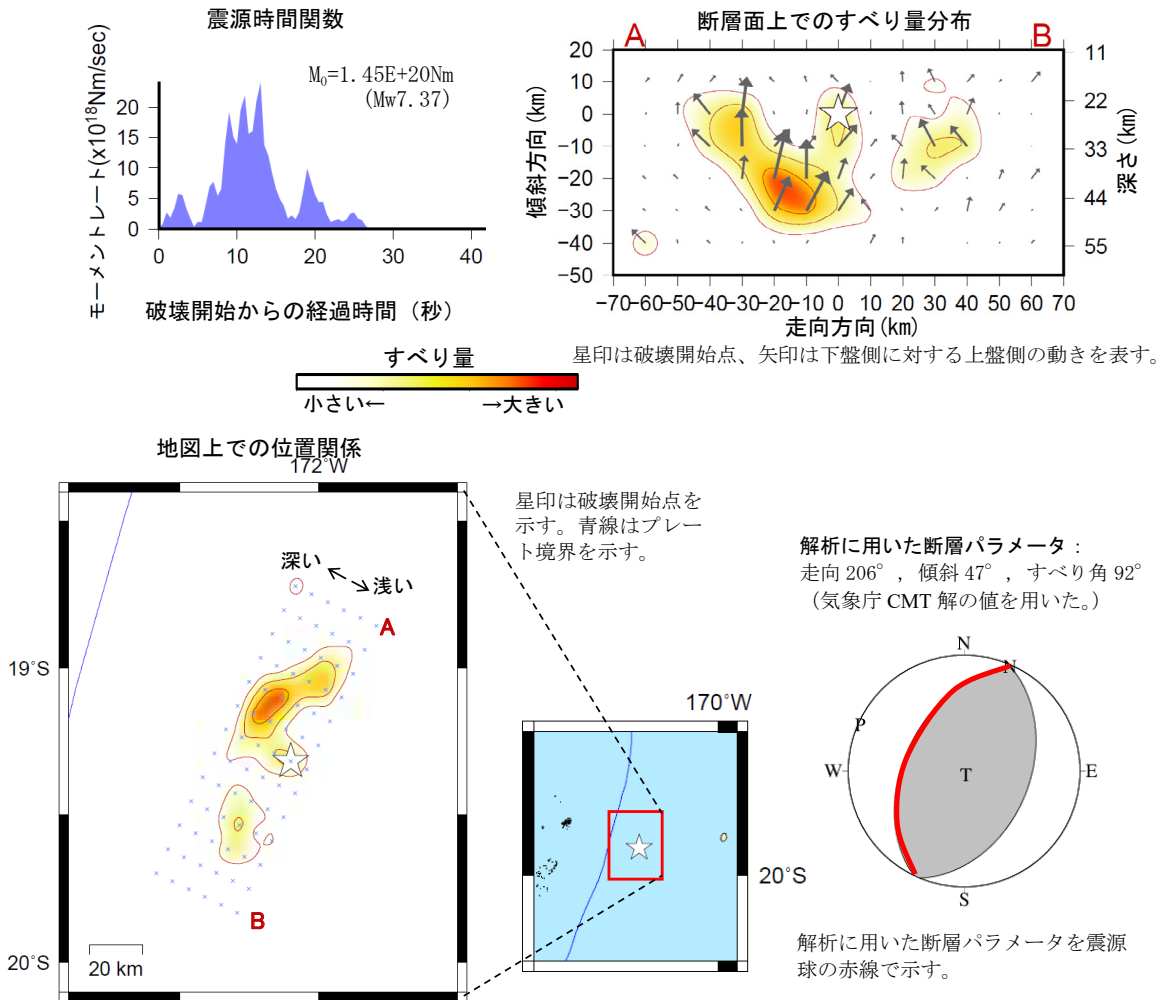 震源時間関数
M₀=1.45E+20Nm
(Mw7.37)
モーメントレート(x10¹⁸Nm/sec)
20
15
10
5
0
0 10 20 30 40
破壊開始からの経過時間（秒）
断層面上でのすべり量分布
A B
傾斜方向(km)
20
10
0
-10
-20
-30
-40
-50
11
22
33
44
55
深さ(km)
-70 -60 -50 -40 -30 -20 -10 0 10 20 30 40 50 60 70
走向方向(km)
星印は破壊開始点、矢印は下盤側に対する上盤側の動きを表す。
すべり量
小さい← →大きい
地図上での位置関係
172°W
深い
浅い
A
19°S
B
20°S
20 km
星印は破壊開始点を
示す。青線はプレー
ト境界を示す。
170°W
20°S
解析に用いた断層パラメータ：
走向 206°，傾斜 47°，すべり角 92°
（気象庁 CMT 解の値を用いた。）
N
N
P
W
T
E
S
解析に用いた断層パラメータを震源
球の赤線で示す。